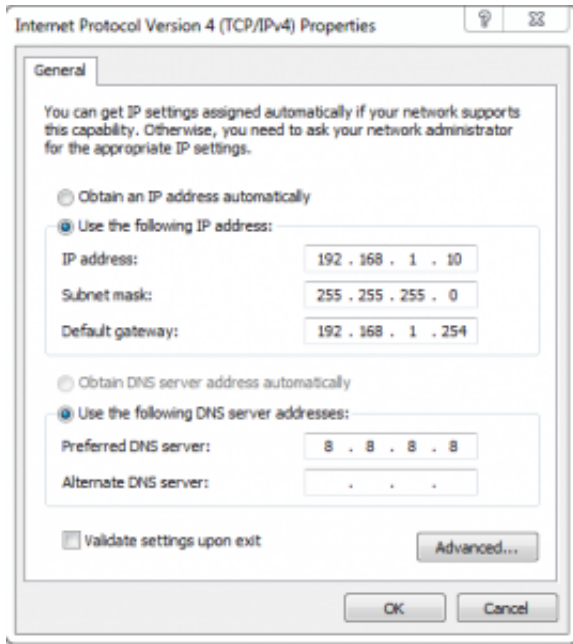 Internet Protocol Version 4 (TCP/IPv4) Properties
General
You can get IP settings assigned automatically if your network supports
this capability. Otherwise, you need to ask your network administrator
for the appropriate IP settings.
Obtain an IP address automatically
Use the following IP address:
IP address: 192 . 168 . 1 . 10
Subnet mask: 255 . 255 . 255 . 0
Default gateway: 192 . 168 . 1 . 254
Obtain DNS server address automatically
Use the following DNS server addresses:
Preferred DNS server: 8 . 8 . 8 . 8
Alternate DNS server: . . .
Validate settings upon exit
Advanced...
OK Cancel